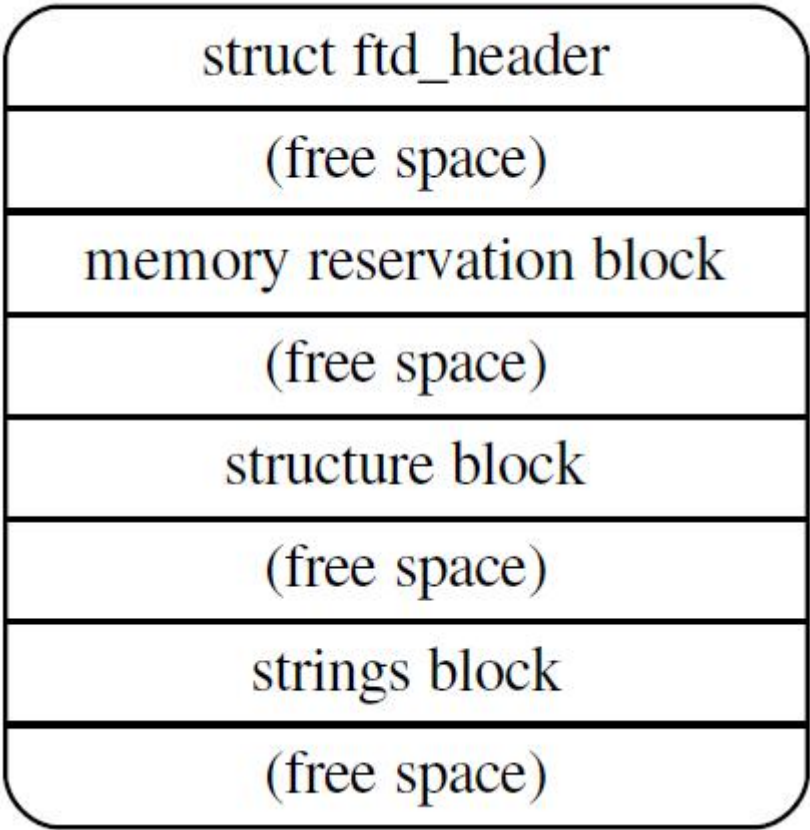 struct ftd_header
(free space)
memory reservation block
(free space)
structure block
(free space)
strings block
(free space)